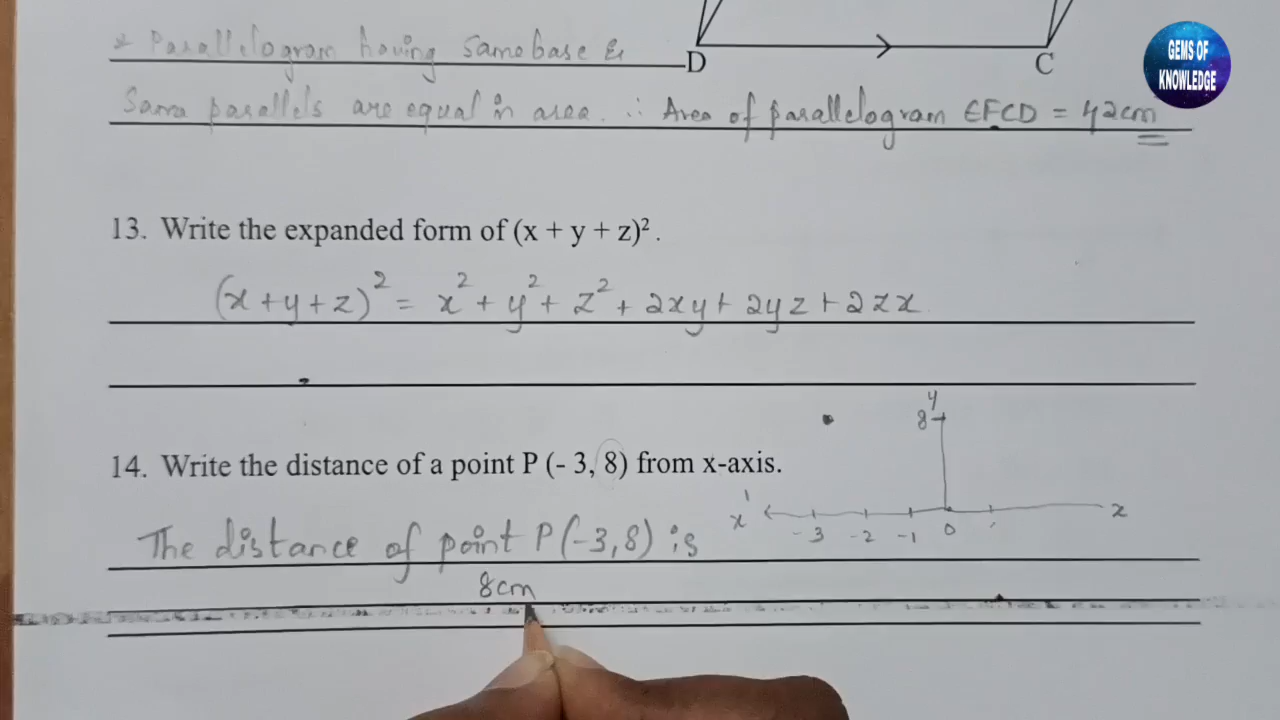 * Parallelogram having same base &
D
C
GEMS OF
KNOWLEDGE
Same parallels are equal in area. ∴ Area of parallelogram EFCD = 42cm
13. Write the expanded form of (x + y + z)².
(x+y+z)² = x² + y² + z² + 2xy + 2yz + 2zx
y
8
14. Write the distance of a point P (- 3, 8) from x-axis.
x' -3 -2 -1 0 x
The distance of point P(-3,8) is
8cm